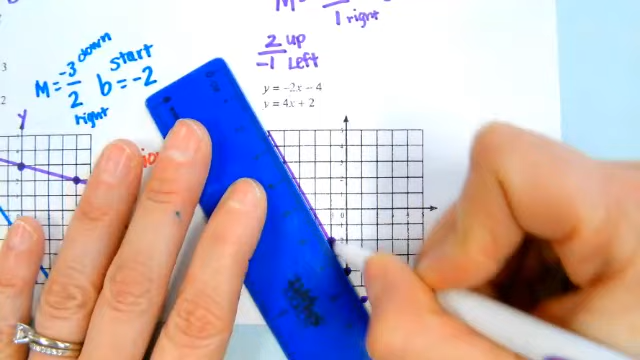 M=
1 right
2 up
-1 Left
y = -2x - 4
y = 4x + 2
-3 down
M= 2
right
start
b = -2
y